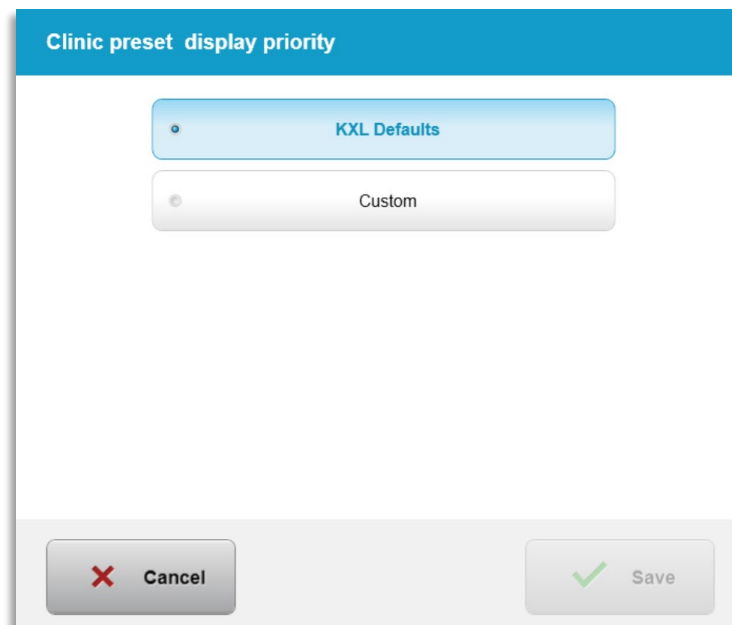 Clinic preset display priority
KXL Defaults
Custom
Cancel
Save